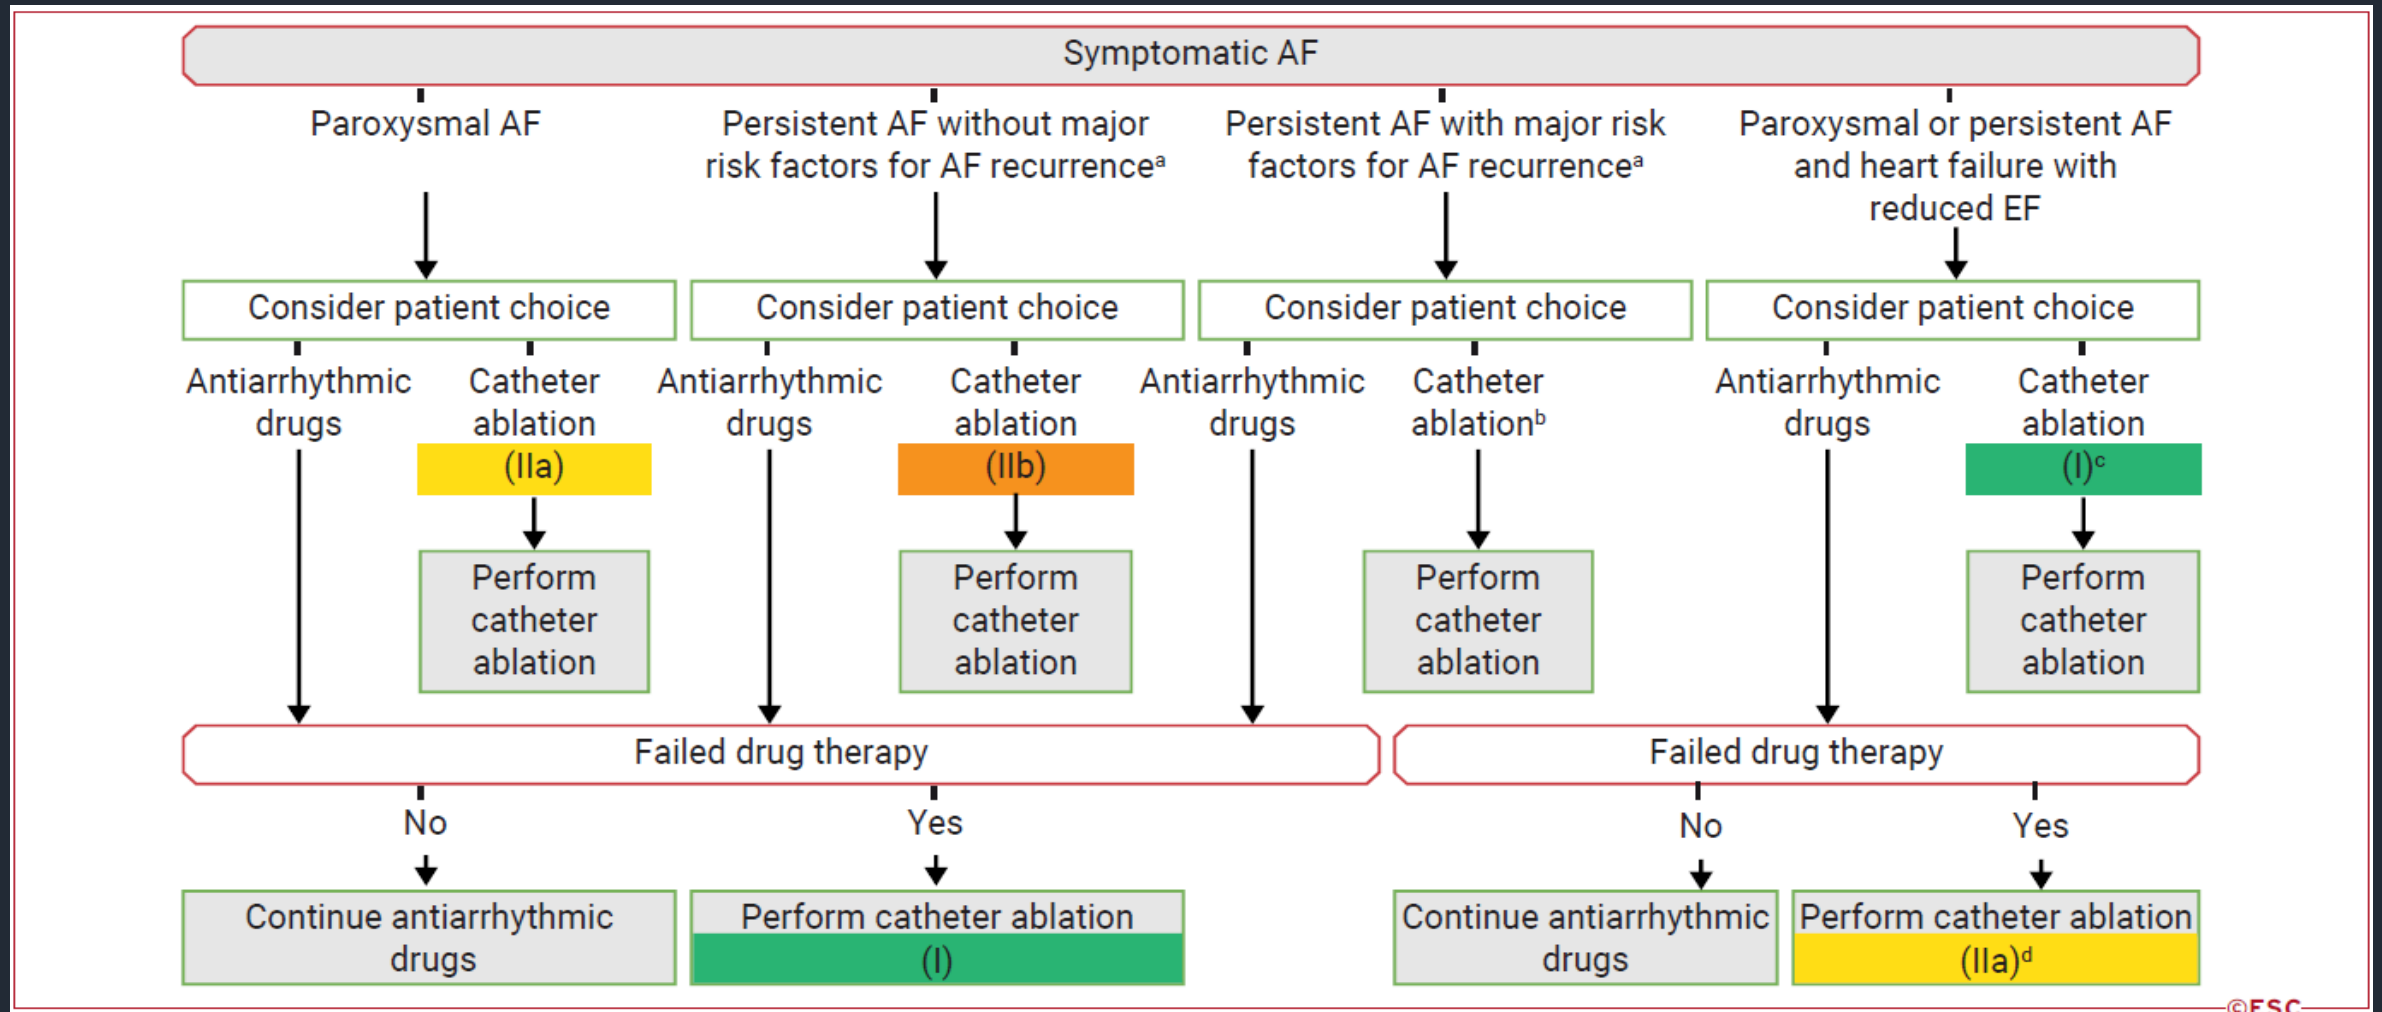 Symptomatic AF
Paroxysmal AF
Persistent AF without major
risk factors for AF recurrenceᵃ
Persistent AF with major risk
factors for AF recurrenceᵃ
Paroxysmal or persistent AF
and heart failure with
reduced EF
Consider patient choice
Consider patient choice
Consider patient choice
Consider patient choice
Antiarrhythmic
drugs
Catheter
ablation
(IIa)
Antiarrhythmic
drugs
Catheter
ablation
(IIb)
Antiarrhythmic
drugs
Catheter
ablationᵇ
Antiarrhythmic
drugs
Catheter
ablation
(I)ᶜ
Perform
catheter
ablation
Perform
catheter
ablation
Perform
catheter
ablation
Perform
catheter
ablation
Failed drug therapy
Failed drug therapy
No
Yes
No
Yes
Continue antiarrhythmic
drugs
Perform catheter ablation
(I)
Continue antiarrhythmic
drugs
Perform catheter ablation
(IIa)ᵈ
©ESC